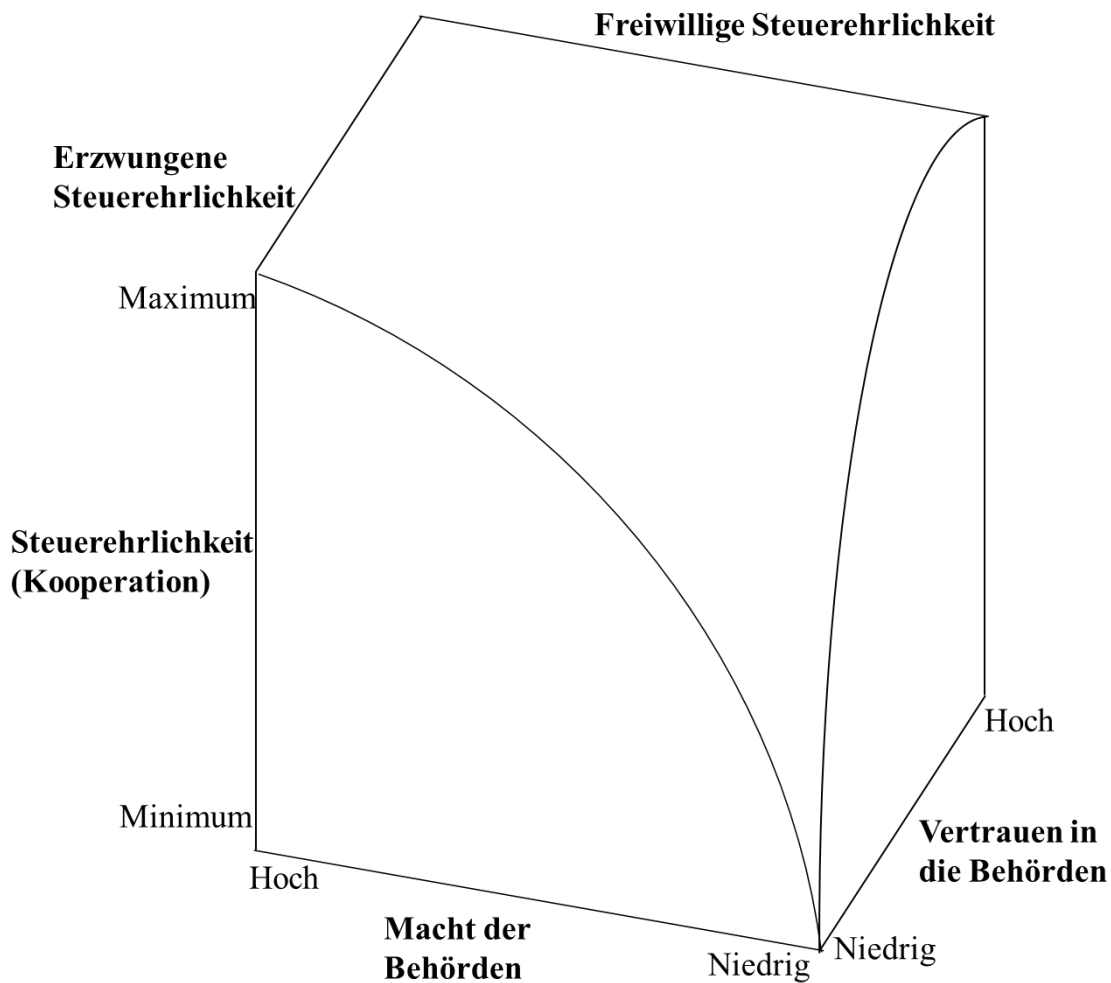 Freiwillige Steuerehrlichkeit
Erzwungene
Steuerehrlichkeit
Maximum
Steuerehrlichkeit
(Kooperation)
Minimum
Hoch
Macht der
Behörden
Niedrig
Niedrig
Vertrauen in
die Behörden
Hoch